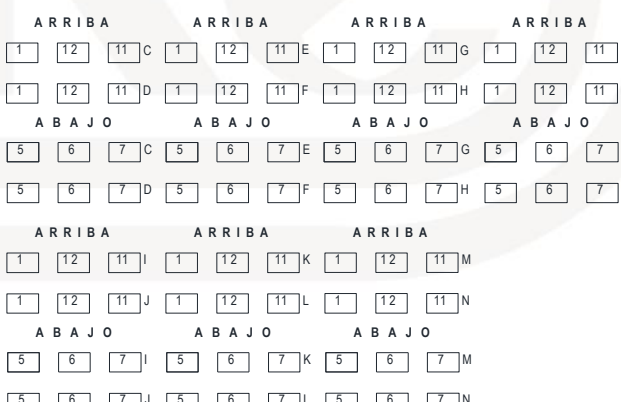 ARRIBA ARRIBA ARRIBA ARRIBA
1 12 11 C 1 12 11 E 1 12 11 G 1 12 11
1 12 11 D 1 12 11 F 1 12 11 H 1 12 11
ABAJO ABAJO ABAJO ABAJO
5 6 7 C 5 6 7 E 5 6 7 G 5 6 7
5 6 7 D 5 6 7 F 5 6 7 H 5 6 7
ARRIBA ARRIBA ARRIBA
1 12 11 I 1 12 11 K 1 12 11 M
1 12 11 J 1 12 11 L 1 12 11 N
ABAJO ABAJO ABAJO
5 6 7 I 5 6 7 K 5 6 7 M
5 6 7 J 5 6 7 L 5 6 7 N